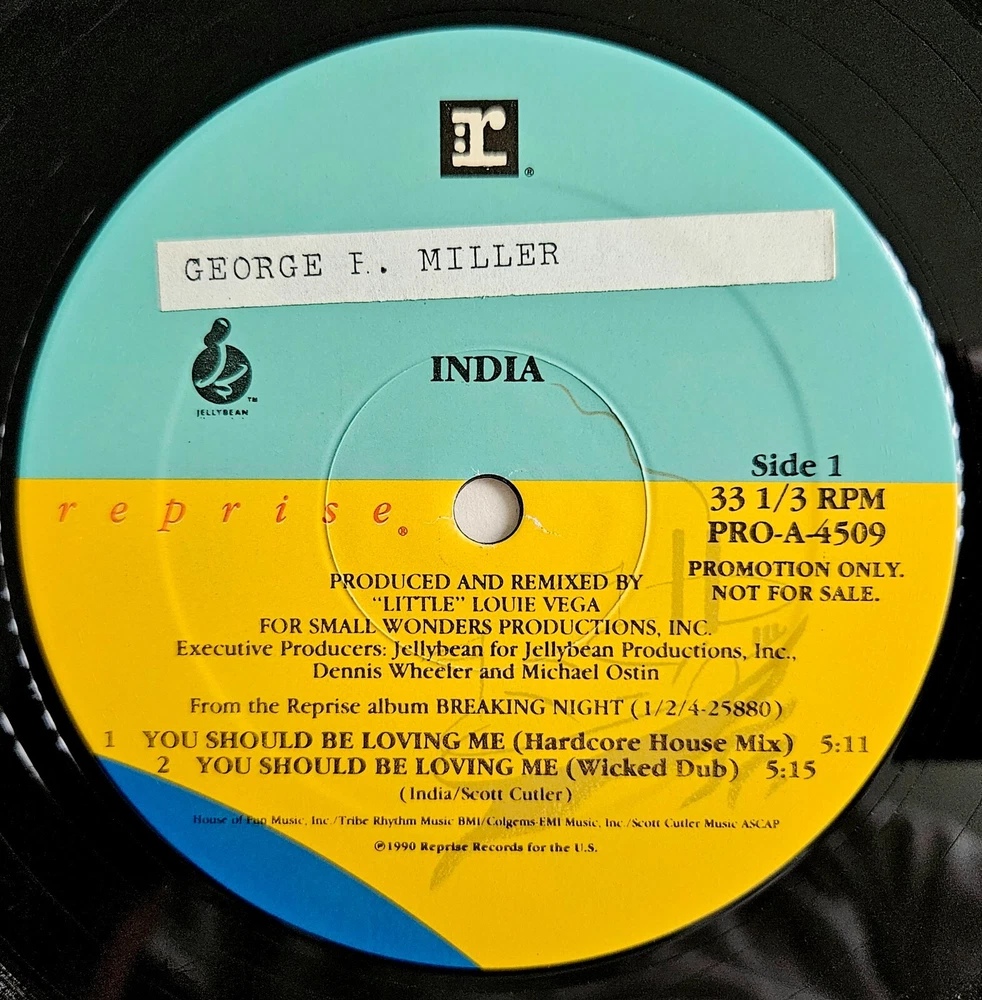 r®
GEORGE F. MILLER
JELLYBEAN™
INDIA
Side 1
33 1/3 RPM
PRO-A-4509
PROMOTION ONLY.
NOT FOR SALE.
reprise®
PRODUCED AND REMIXED BY
"LITTLE" LOUIE VEGA
FOR SMALL WONDERS PRODUCTIONS, INC.
Executive Producers: Jellybean for Jellybean Productions, Inc.,
Dennis Wheeler and Michael Ostin
From the Reprise album BREAKING NIGHT (1/2/4-25880)
1 YOU SHOULD BE LOVING ME (Hardcore House Mix) 5:11
2 YOU SHOULD BE LOVING ME (Wicked Dub) 5:15
(India/Scott Cutler)
House of Fun Music, Inc./Tribe Rhythm Music BMI/Colgems-EMI Music, Inc./Scott Cutler Music ASCAP
℗1990 Reprise Records for the U.S.